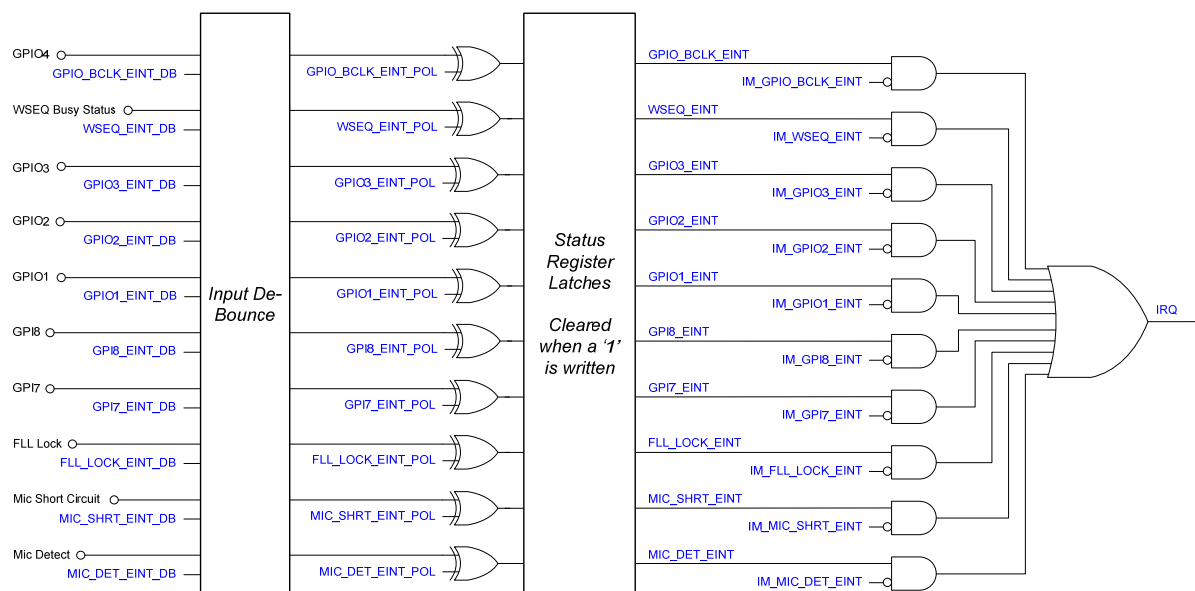 GPIO4
GPIO_BCLK_EINT_DB
GPIO_BCLK_EINT_POL
GPIO_BCLK_EINT
IM_GPIO_BCLK_EINT
WSEQ Busy Status
WSEQ_EINT_DB
WSEQ_EINT_POL
WSEQ_EINT
IM_WSEQ_EINT
GPIO3
GPIO3_EINT_DB
GPIO3_EINT_POL
GPIO3_EINT
IM_GPIO3_EINT
GPIO2
GPIO2_EINT_DB
GPIO2_EINT_POL
GPIO2_EINT
IM_GPIO2_EINT
GPIO1
GPIO1_EINT_DB
GPIO1_EINT_POL
GPIO1_EINT
IM_GPIO1_EINT
Input De-
Bounce
Status
Register
Latches
Cleared
when a ‘1’
is written
IRQ
GPI8
GPI8_EINT_DB
GPI8_EINT_POL
GPI8_EINT
IM_GPI8_EINT
GPI7
GPI7_EINT_DB
GPI7_EINT_POL
GPI7_EINT
IM_GPI7_EINT
FLL Lock
FLL_LOCK_EINT_DB
FLL_LOCK_EINT_POL
FLL_LOCK_EINT
IM_FLL_LOCK_EINT
Mic Short Circuit
MIC_SHRT_EINT_DB
MIC_SHRT_EINT_POL
MIC_SHRT_EINT
IM_MIC_SHRT_EINT
Mic Detect
MIC_DET_EINT_DB
MIC_DET_EINT_POL
MIC_DET_EINT
IM_MIC_DET_EINT